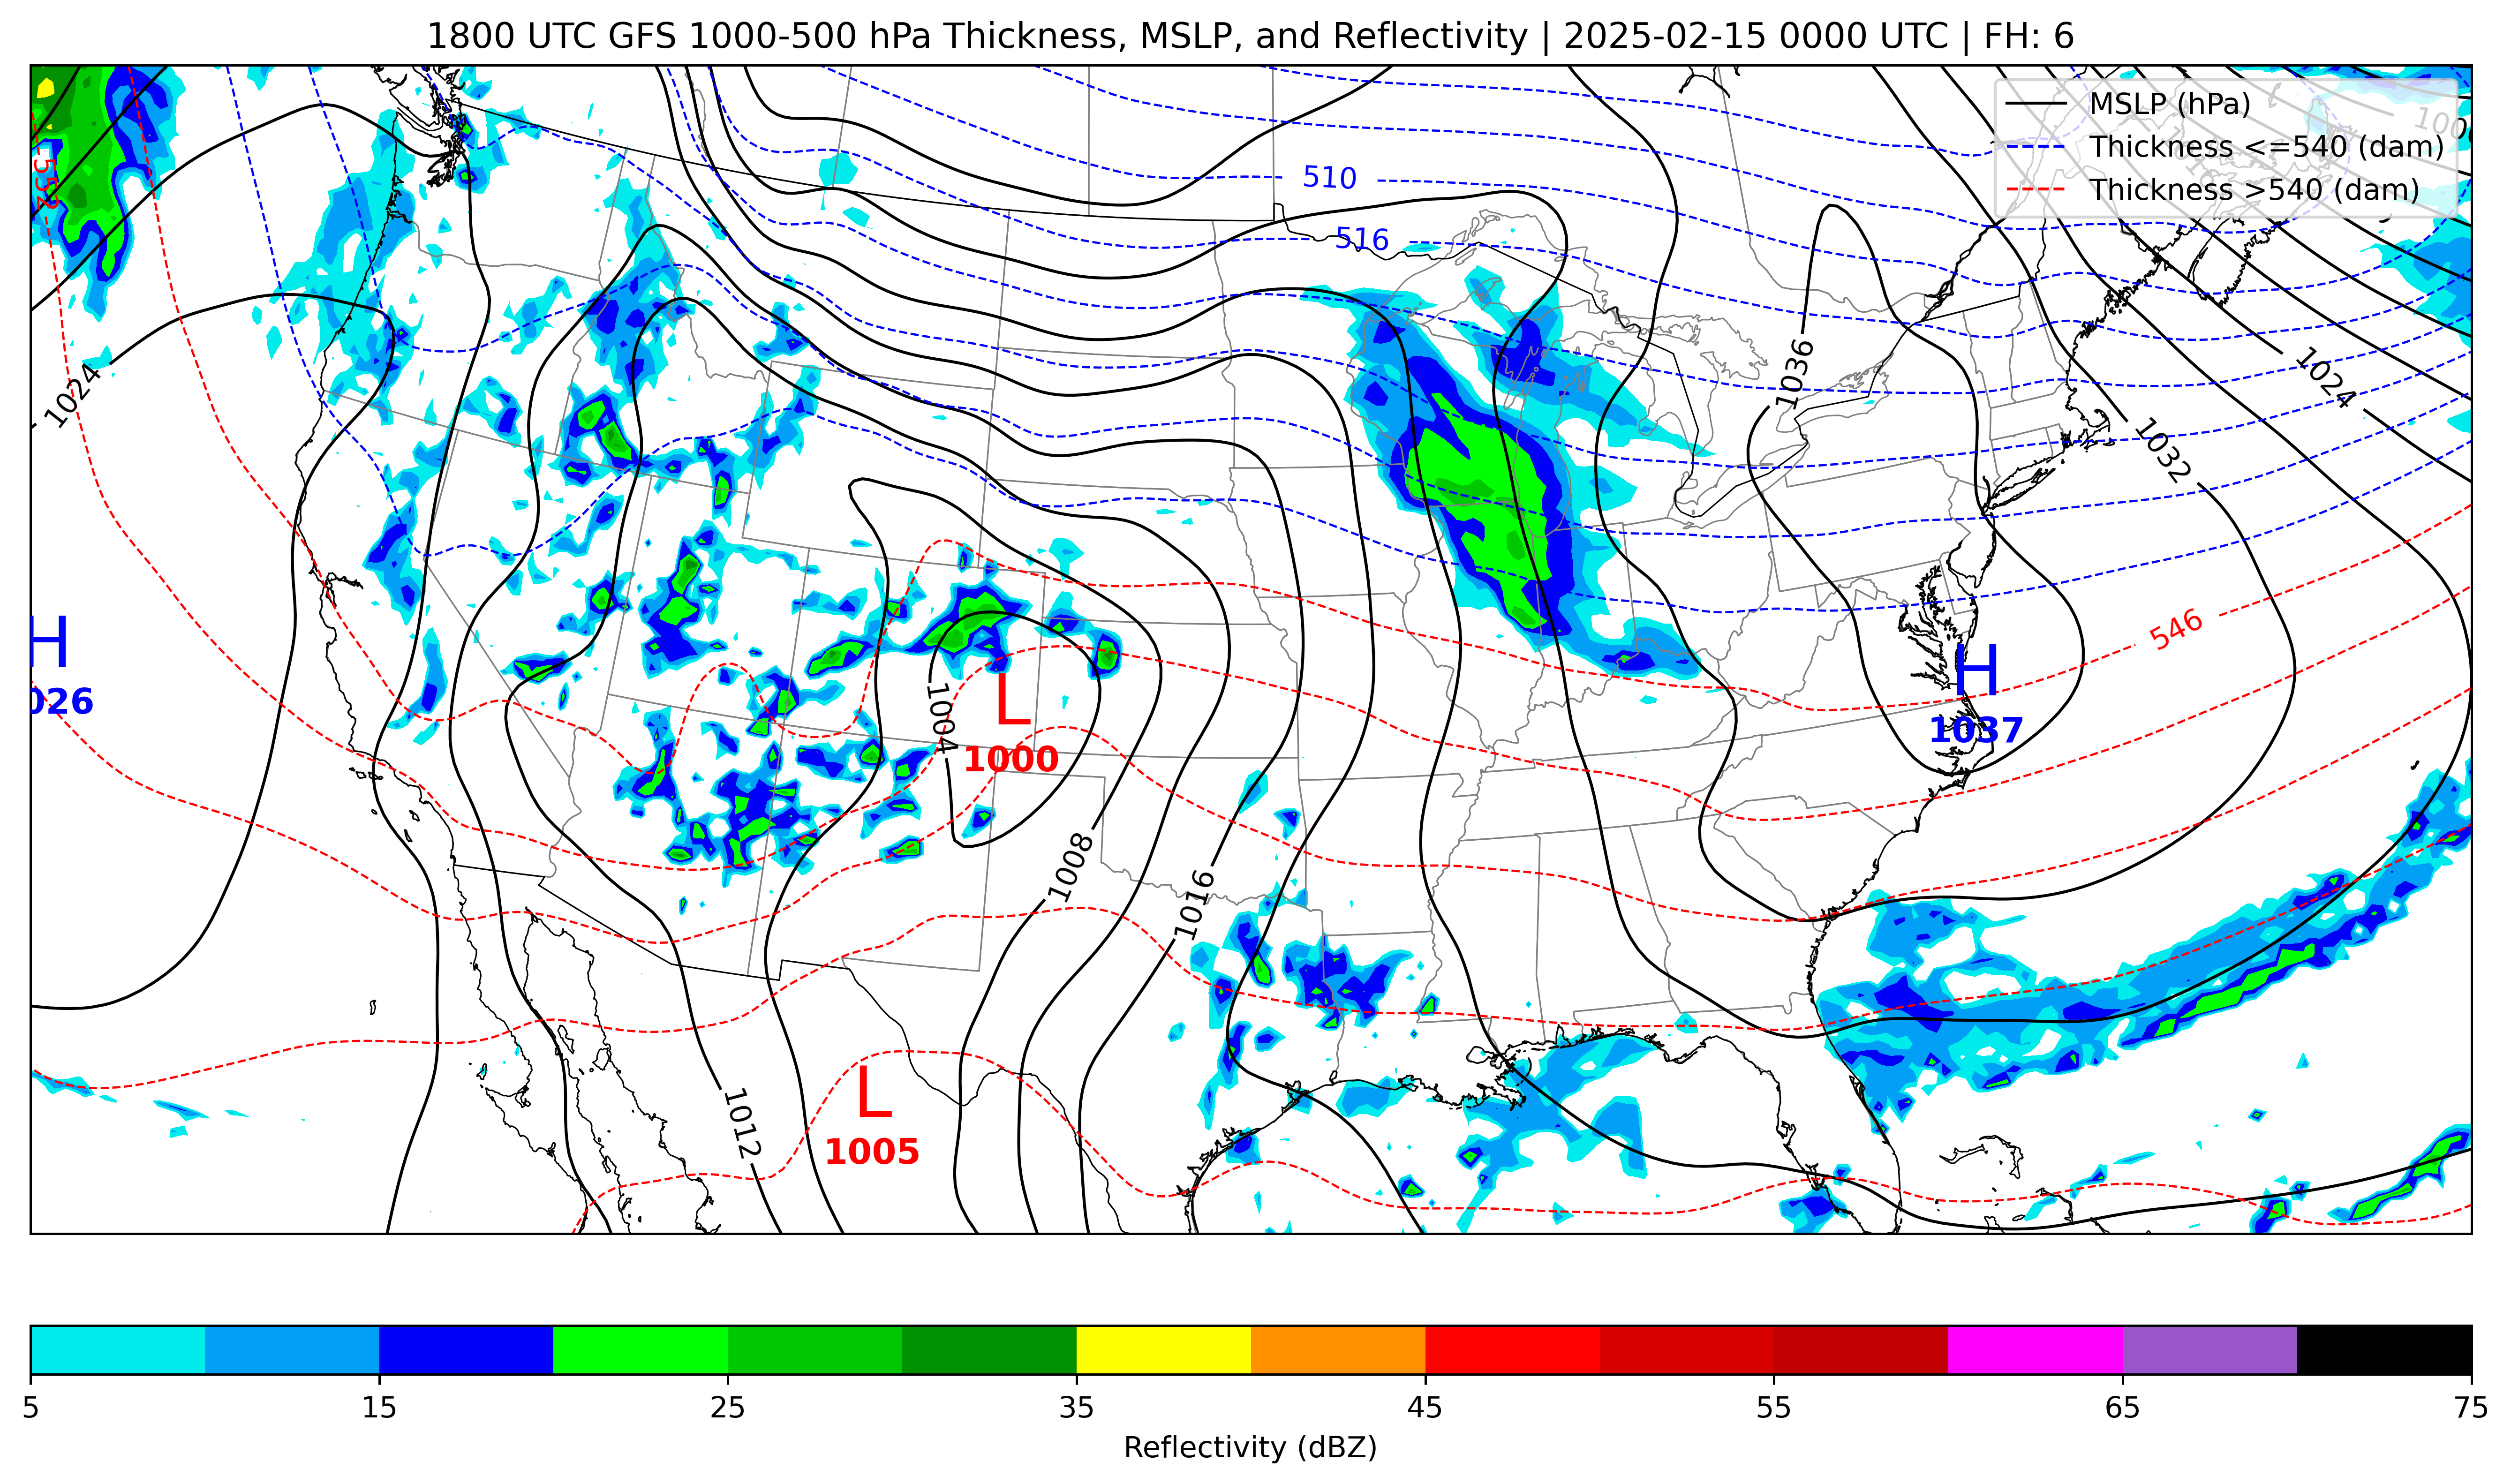 1800 UTC GFS 1000-500 hPa Thickness, MSLP, and Reflectivity | 2025-02-15 0000 UTC | FH: 6
MSLP (hPa)
Thickness <=540 (dam)
Thickness >540 (dam)
552
510
516
1036
1024
1024
1032
546
H
026
H
1037
1004
L
1000
1008
1016
L
1005
1012
5 15 25 35 45 55 65 75
Reflectivity (dBZ)